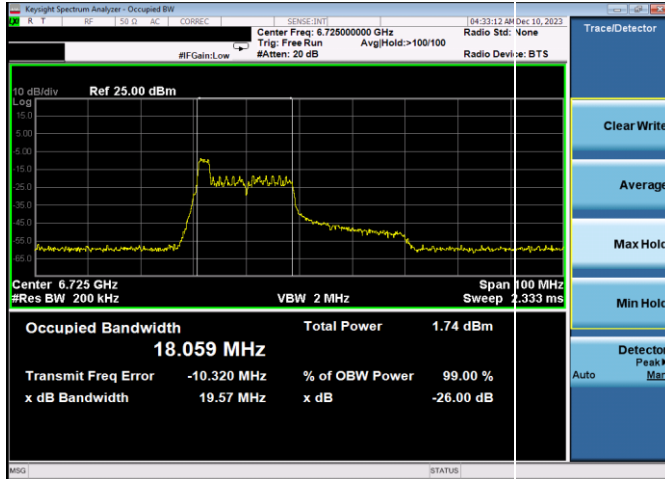 Keysight Spectrum Analyzer - Occupied BW
R T RF 50 Ω AC CORREC SENSE:INT 04:33:12 AM Dec 10, 2023
Center Freq: 6.725000000 GHz Radio Std: None
Trig: Free Run Avg|Hold:>100/100
#IFGain:Low #Atten: 20 dB Radio Device: BTS
Trace/Detector
10 dB/div Ref 25.00 dBm
Log
15.0
5.00
-5.00
-15.0
-25.0
-35.0
-45.0
-55.0
-65.0
Center 6.725 GHz Span 100 MHz
#Res BW 200 kHz VBW 2 MHz Sweep 2.333 ms
Occupied Bandwidth Total Power 1.74 dBm
18.059 MHz
Transmit Freq Error -10.320 MHz % of OBW Power 99.00 %
x dB Bandwidth 19.57 MHz x dB -26.00 dB
Clear Write
Average
Max Hold
Min Hold
Detector
Peak
Auto Man
MSG STATUS